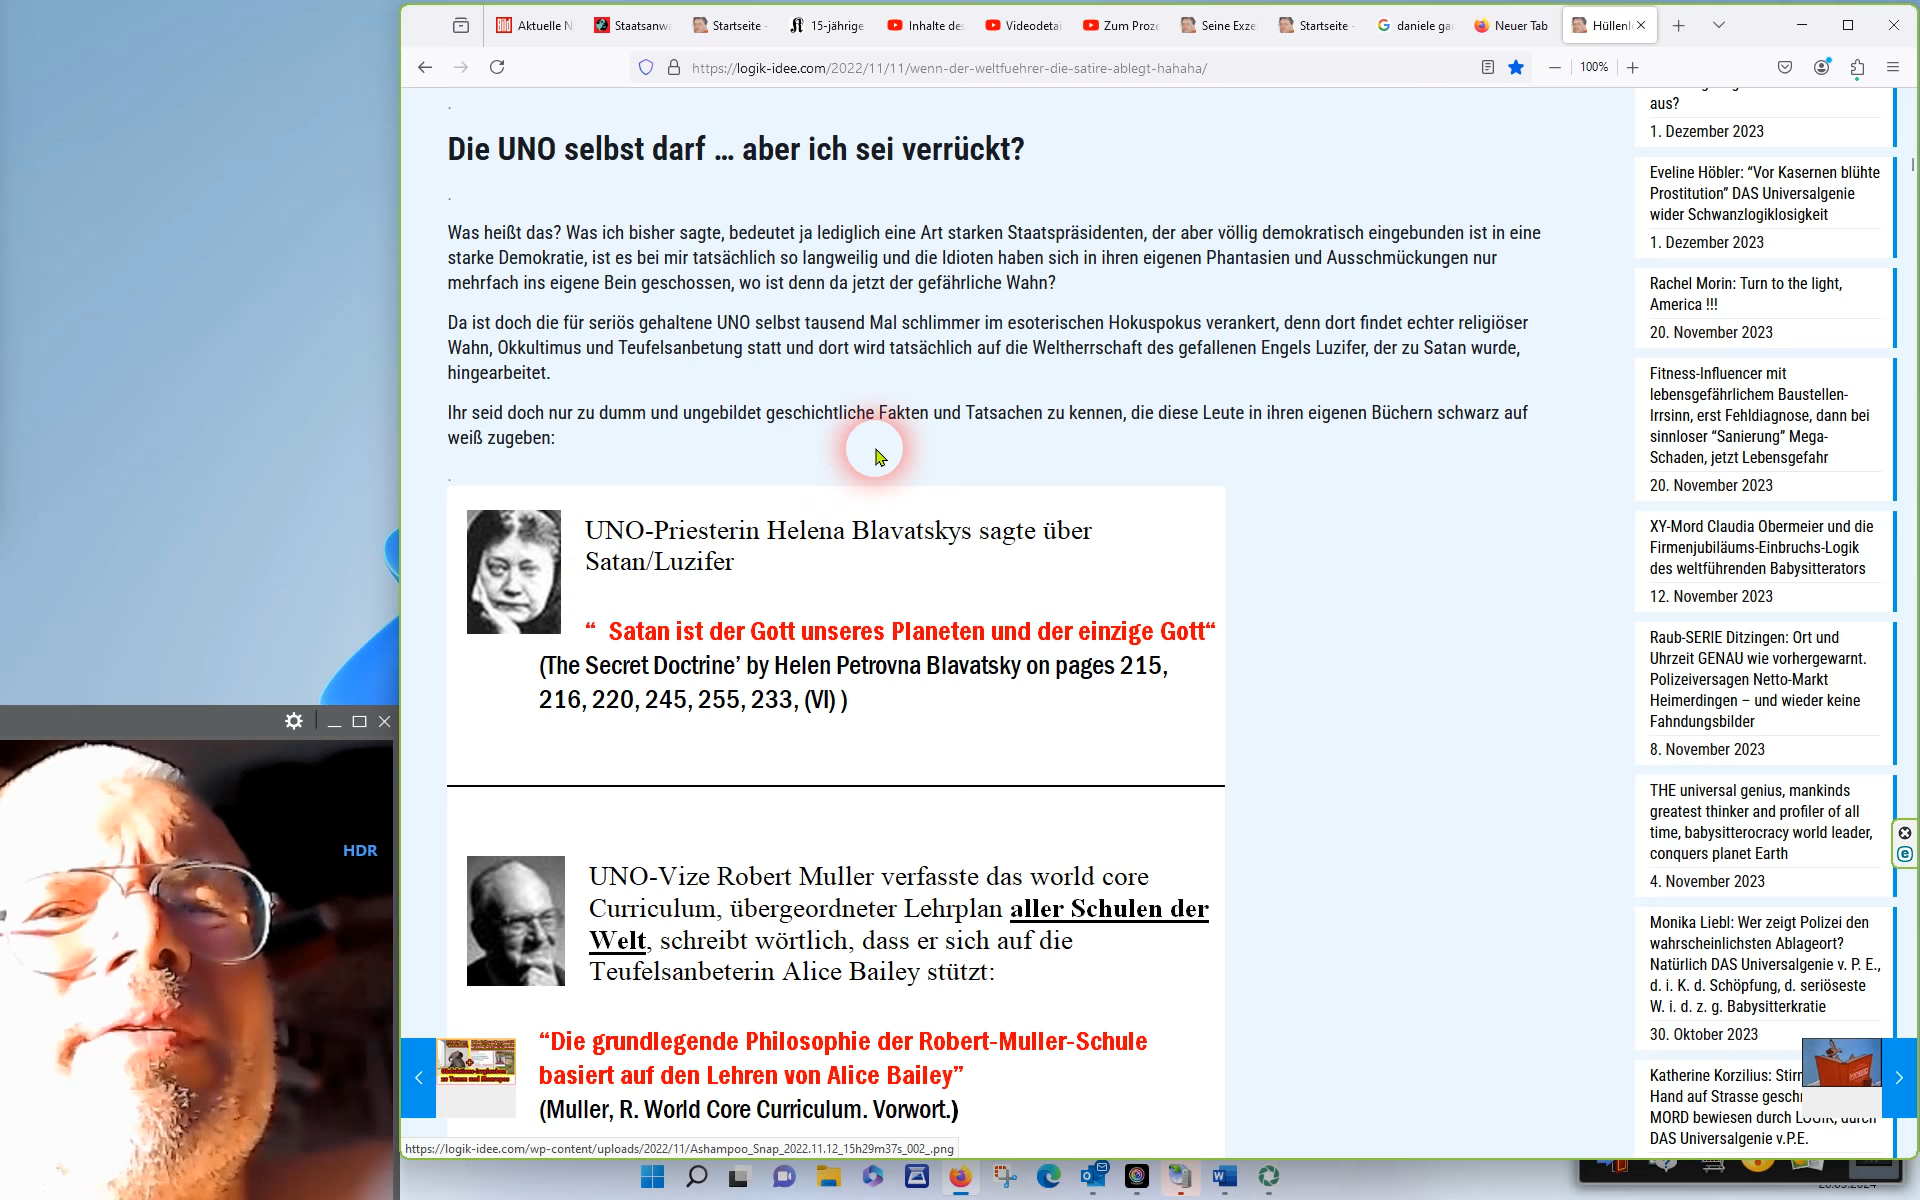 Aktuelle N
Staatsanw
Startseite -
15-jährige
Inhalte de
Videodeta
Zum Proze
Seine Exze
Startseite -
daniele ga
Neuer Tab
Hüllenl
https://logik-idee.com/2022/11/11/wenn-der-weltfuehrer-die-satire-ablegt-hahaha/
100%
Die UNO selbst darf … aber ich sei verrückt?
Was heißt das? Was ich bisher sagte, bedeutet ja lediglich eine Art starken Staatspräsidenten, der aber völlig demokratisch eingebunden ist in eine
starke Demokratie, ist es bei mir tatsächlich so langweilig und die Idioten haben sich in ihren eigenen Phantasien und Ausschmückungen nur
mehrfach ins eigene Bein geschossen, wo ist denn da jetzt der gefährliche Wahn?
Da ist doch die für seriös gehaltene UNO selbst tausend Mal schlimmer im esoterischen Hokuspokus verankert, denn dort findet echter religiöser
Wahn, Okkultimus und Teufelsanbetung statt und dort wird tatsächlich auf die Weltherrschaft des gefallenen Engels Luzifer, der zu Satan wurde,
hingearbeitet.
Ihr seid doch nur zu dumm und ungebildet geschichtliche Fakten und Tatsachen zu kennen, die diese Leute in ihren eigenen Büchern schwarz auf
weiß zugeben:
UNO-Priesterin Helena Blavatskys sagte über
Satan/Luzifer
“ Satan ist der Gott unseres Planeten und der einzige Gott“
(The Secret Doctrine’ by Helen Petrovna Blavatsky on pages 215,
216, 220, 245, 255, 233, (VI) )
UNO-Vize Robert Muller verfasste das world core
Curriculum, übergeordneter Lehrplan aller Schulen der
Welt, schreibt wörtlich, dass er sich auf die
Teufelsanbeterin Alice Bailey stützt:
“Die grundlegende Philosophie der Robert-Muller-Schule
basiert auf den Lehren von Alice Bailey”
(Muller, R. World Core Curriculum. Vorwort.)
https://logik-idee.com/wp-content/uploads/2022/11/Ashampoo_Snap_2022.11.12_15h29m37s_002_.png
aus?
1. Dezember 2023
Eveline Höbler: “Vor Kasernen blühte
Prostitution” DAS Universalgenie
wider Schwanzlogiklosigkeit
1. Dezember 2023
Rachel Morin: Turn to the light,
America !!!
20. November 2023
Fitness-Influencer mit
lebensgefährlichem Baustellen-
Irrsinn, erst Fehldiagnose, dann bei
sinnloser “Sanierung” Mega-
Schaden, jetzt Lebensgefahr
20. November 2023
XY-Mord Claudia Obermeier und die
Firmenjubiläums-Einbruchs-Logik
des weltführenden Babysitterators
12. November 2023
Raub-SERIE Ditzingen: Ort und
Uhrzeit GENAU wie vorhergewarnt.
Polizeiversagen Netto-Markt
Heimerdingen – und wieder keine
Fahndungsbilder
8. November 2023
THE universal genius, mankinds
greatest thinker and profiler of all
time, babysitterocracy world leader,
conquers planet Earth
4. November 2023
Monika Liebl: Wer zeigt Polizei den
wahrscheinlichsten Ablageort?
Natürlich DAS Universalgenie v. P. E.,
d. i. K. d. Schöpfung, d. seriöseste
W. i. d. z. g. Babysitterkratie
30. Oktober 2023
Katherine Korzilius: Stirn
Hand auf Strasse gesch
MORD bewiesen durch LOGIK, durch
DAS Universalgenie v.P.E.
HDR